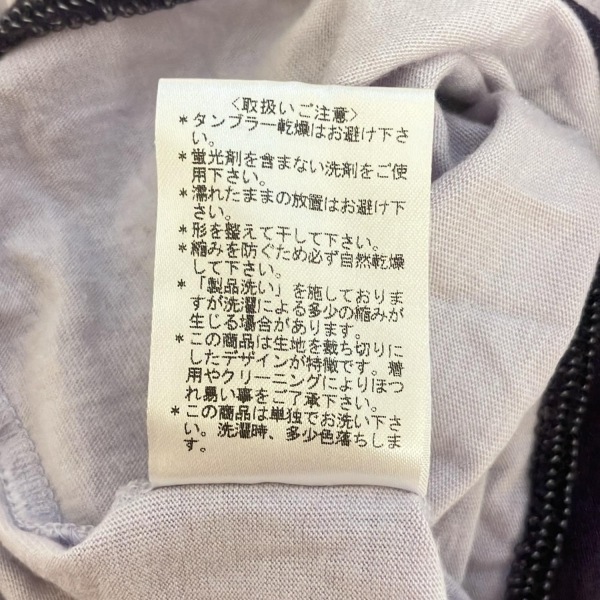 〈取扱いご注意〉
*タンブラー乾燥はお避け下さ
い。
*蛍光剤を含まない洗剤をご使
用下さい。
*濡れたままの放置はお避け下
さい。
*形を整えて干して下さい。
*縮みを防ぐため必ず自然乾燥
して下さい。
*「製品洗い」を施しておりま
すが洗濯による多少の縮みが
生じる場合があります。
*この商品は生地を裁ち切りに
したデザインが特徴です。着
用やクリーニングによりほつ
れ易い事をご了承下さい。
*この商品は単独でお洗い下さ
い。洗濯時、多少色落ちしま
す。